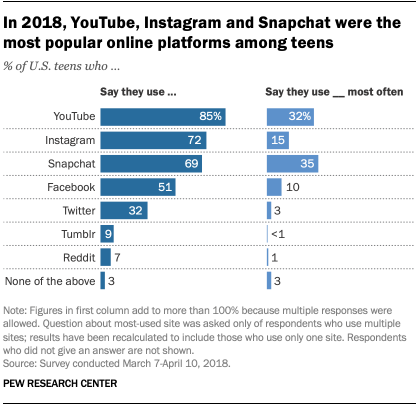 In 2018, YouTube, Instagram and Snapchat were the
most popular online platforms among teens
% of U.S. teens who ...
Say they use ... Say they use __ most often
YouTube 85% 32%
Instagram 72 15
Snapchat 69 35
Facebook 51 10
Twitter 32 3
Tumblr 9 <1
Reddit 7 1
None of the above 3 3
Note: Figures in first column add to more than 100% because multiple responses were
allowed. Question about most-used site was asked only of respondents who use multiple
sites; results have been recalculated to include those who use only one site. Respondents
who did not give an answer are not shown.
Source: Survey conducted March 7-April 10, 2018.
PEW RESEARCH CENTER